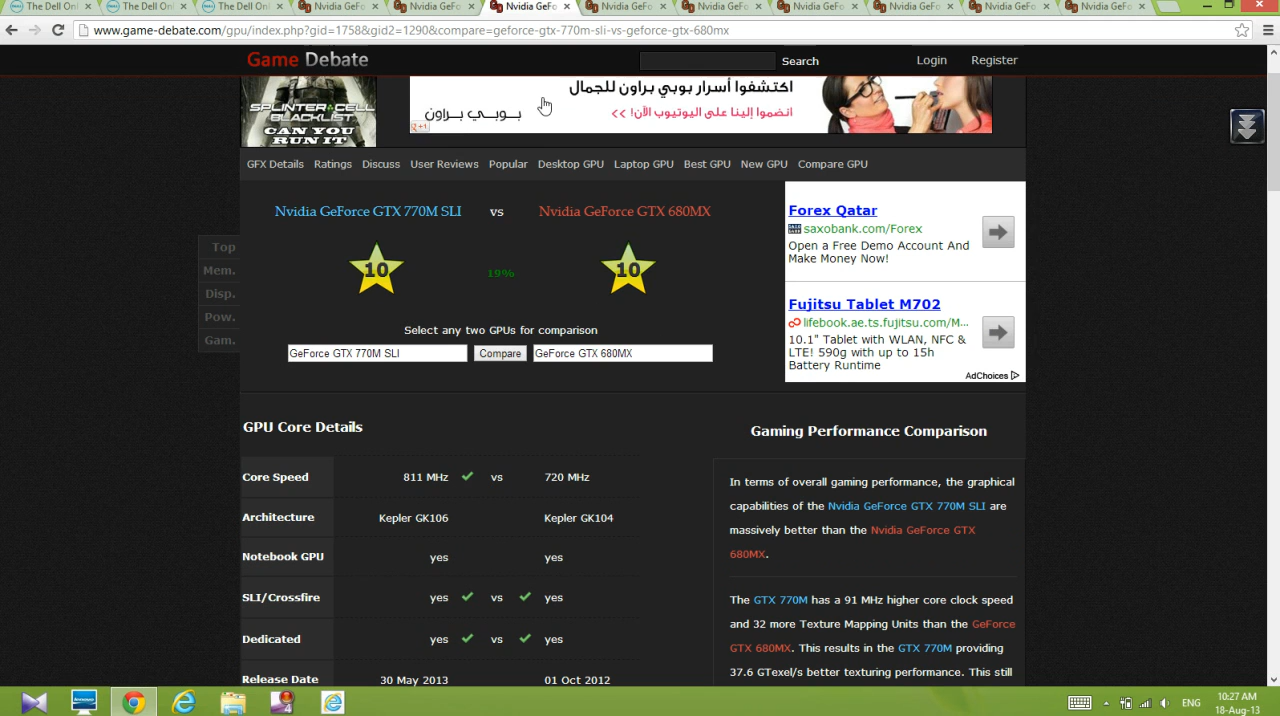 The Dell Onl
The Dell Onl
The Dell Onl
Nvidia GeFo
Nvidia GeFo
Nvidia GeFo
Nvidia GeFo
Nvidia GeFo
Nvidia GeFo
Nvidia GeFo
Nvidia GeFo
Nvidia GeFo
www.game-debate.com/gpu/index.php?gid=1758&gid2=1290&compare=geforce-gtx-770m-sli-vs-geforce-gtx-680mx
Game Debate
Search
Login
Register
SPLINTER CELL
BLACKLIST
CAN YOU
RUN IT
اكتشفوا أسرار بوبي براون للجمال
انضموا إلينا على اليوتيوب الآن! >>
بـوبـي بـراون
g+1
GFX Details Ratings Discuss User Reviews Popular Desktop GPU Laptop GPU Best GPU New GPU Compare GPU
Nvidia GeForce GTX 770M SLI vs Nvidia GeForce GTX 680MX
10 19% 10
Select any two GPUs for comparison
GeForce GTX 770M SLI Compare GeForce GTX 680MX
Top
Mem.
Disp.
Pow.
Gam.
Forex Qatar
saxobank.com/Forex
Open a Free Demo Account And
Make Money Now!
Fujitsu Tablet M702
lifebook.ae.ts.fujitsu.com/M...
10.1" Tablet with WLAN, NFC &
LTE! 590g with up to 15h
Battery Runtime
AdChoices
GPU Core Details
Core Speed 811 MHz vs 720 MHz
Architecture Kepler GK106 Kepler GK104
Notebook GPU yes yes
SLI/Crossfire yes vs yes
Dedicated yes vs yes
Release Date 30 May 2013 01 Oct 2012
Gaming Performance Comparison
In terms of overall gaming performance, the graphical
capabilities of the Nvidia GeForce GTX 770M SLI are
massively better than the Nvidia GeForce GTX
680MX.
The GTX 770M has a 91 MHz higher core clock speed
and 32 more Texture Mapping Units than the GeForce
GTX 680MX. This results in the GTX 770M providing
37.6 GTexel/s better texturing performance. This still
lenovo
ENG
10:27 AM
18-Aug-13